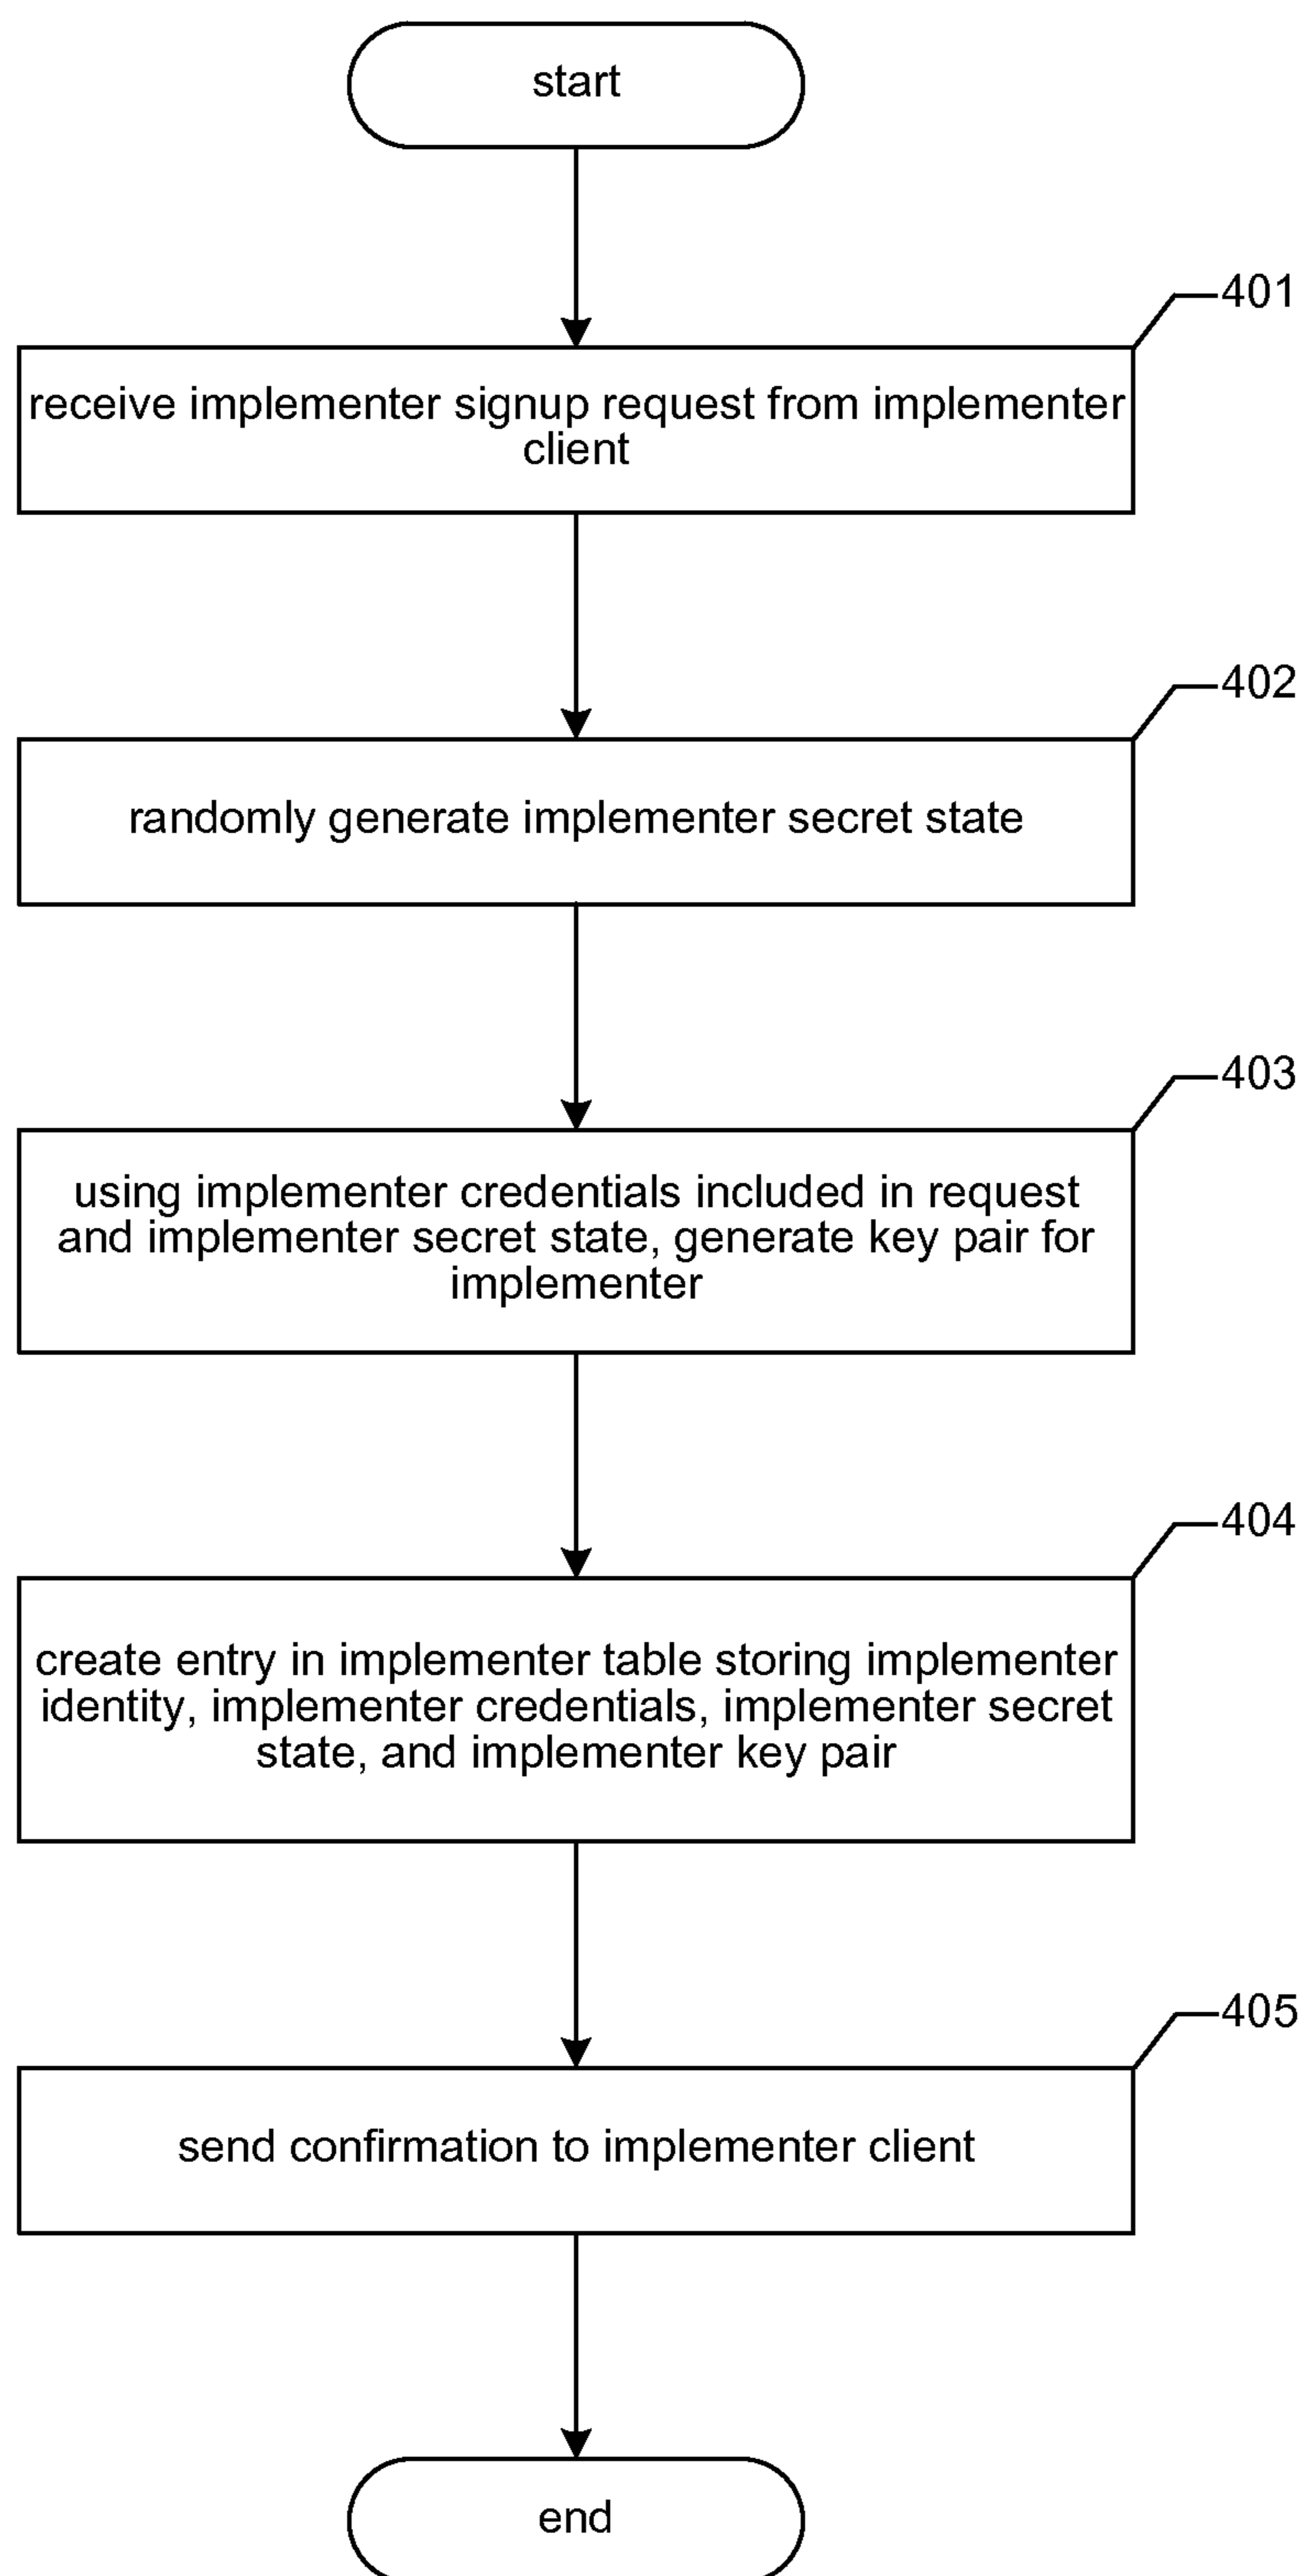 start
401
receive implementer signup request from implementer
client
402
randomly generate implementer secret state
403
using implementer credentials included in request
and implementer secret state, generate key pair for
implementer
404
create entry in implementer table storing implementer
identity, implementer credentials, implementer secret
state, and implementer key pair
405
send confirmation to implementer client
end